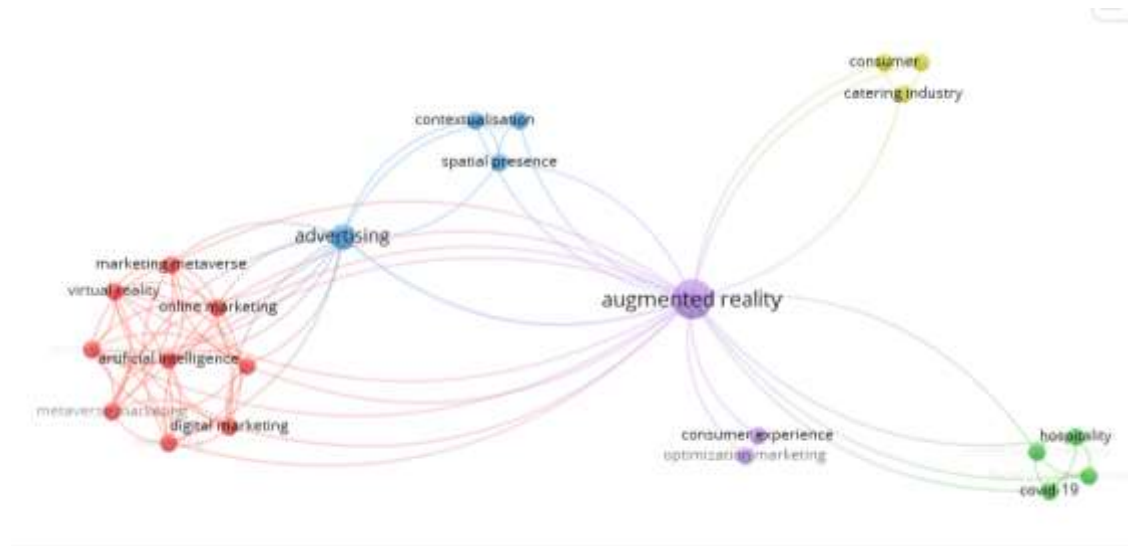 consumer
catering industry
contextualisation
spatial presence
advertising
marketing metaverse
virtual reality
online marketing
augmented reality
artificial intelligence
metaverse marketing
digital marketing
consumer experience
optimization marketing
hospitality
covid-19